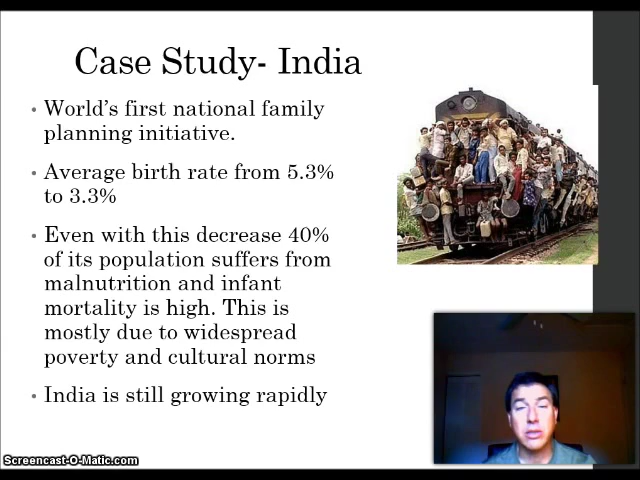 Case Study- India
• World's first national family
planning initiative.
• Average birth rate from 5.3%
to 3.3%
• Even with this decrease 40%
of its population suffers from
malnutrition and infant
mortality is high. This is
mostly due to widespread
poverty and cultural norms
• India is still growing rapidly
Screencast-O-Matic.com